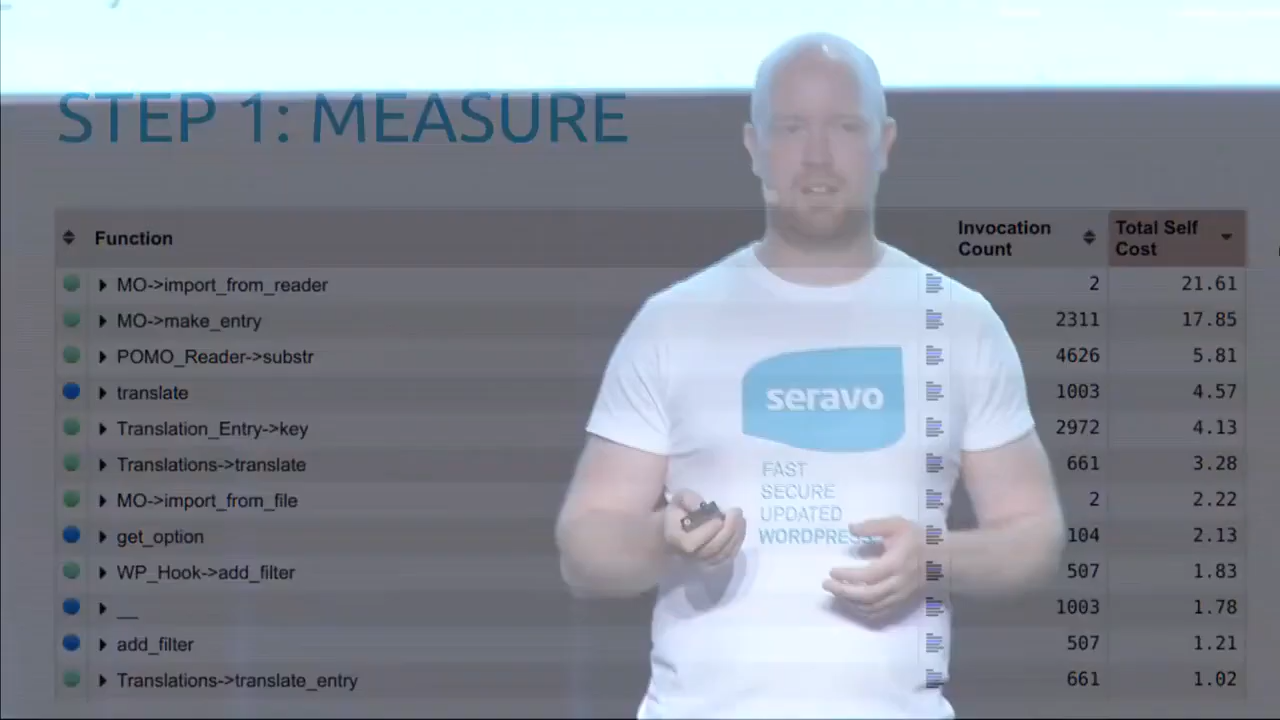 STEP 1: MEASURE
Function Invocation Count Total Self Cost
MO->import_from_reader 2 21.61
MO->make_entry 2311 17.85
POMO_Reader->substr 4626 5.81
translate 1003 4.57
Translation_Entry->key 2972 4.13
Translations->translate 661 3.28
MO->import_from_file 2 2.22
get_option 104 2.13
WP_Hook->add_filter 507 1.83
__ 1003 1.78
add_filter 507 1.21
Translations->translate_entry 661 1.02
seravo
FAST
SECURE
UPDATED
WORDPRESS